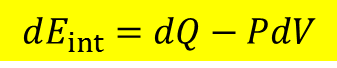 dE_int = dQ − PdV